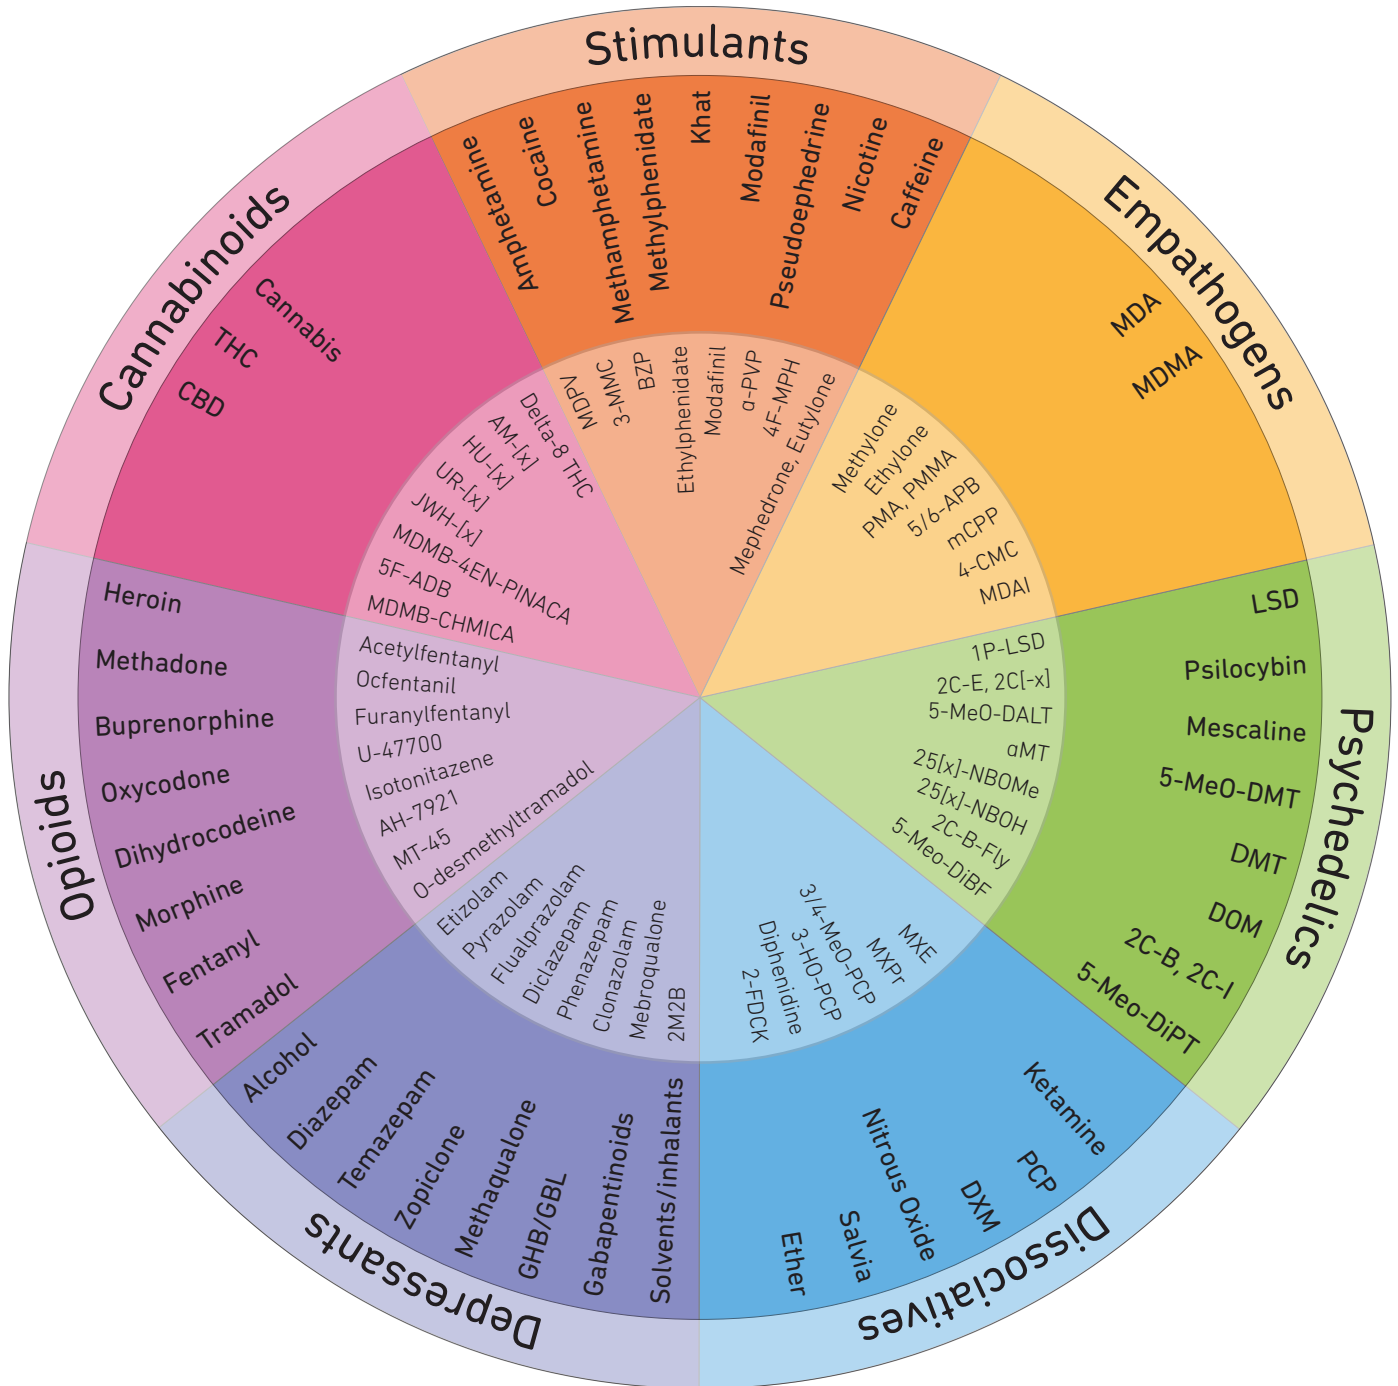 Stimulants
Amphetamine
Cocaine
Methamphetamine
Methylphenidate
Khat
Modafinil
Pseudoephedrine
Nicotine
Caffeine
MDPV
3-MMC
BZP
Ethylphenidate
Modafinil
α-PVP
4F-MPH
Mephedrone, Eutylone
Empathogens
MDA
MDMA
Methylone
Ethylone
PMA, PMMA
5/6-APB
mCPP
4-CMC
MDAI
Psychedelics
LSD
Psilocybin
Mescaline
5-MeO-DMT
DMT
DOM
2C-B, 2C-I
5-Meo-DiPT
1P-LSD
2C-E, 2C[-x]
5-MeO-DALT
αMT
25[x]-NBOMe
25[x]-NBOH
2C-B-Fly
5-Meo-DiBF
Dissociatives
Ketamine
PCP
DXM
Nitrous Oxide
Salvia
Ether
MXE
MXPr
3/4-MeO-PCP
3-HO-PCP
Diphenidine
2-FDCK
Depressants
Alcohol
Diazepam
Temazepam
Zopiclone
Methaqualone
GHB/GBL
Gabapentinoids
Solvents/inhalants
Etizolam
Pyrazolam
Flualprazolam
Diclazepam
Phenazepam
Clonazolam
Mebroqualone
2M2B
Opioids
Heroin
Methadone
Buprenorphine
Oxycodone
Dihydrocodeine
Morphine
Fentanyl
Tramadol
Acetylfentanyl
Ocfentanil
Furanylfentanyl
U-47700
Isotonitazene
AH-7921
MT-45
O-desmethyltramadol
Cannabinoids
Cannabis
THC
CBD
Delta-8 THC
AM-[x]
HU-[x]
UR-[x]
JWH-[x]
MDMB-4EN-PINACA
5F-ADB
MDMB-CHMICA